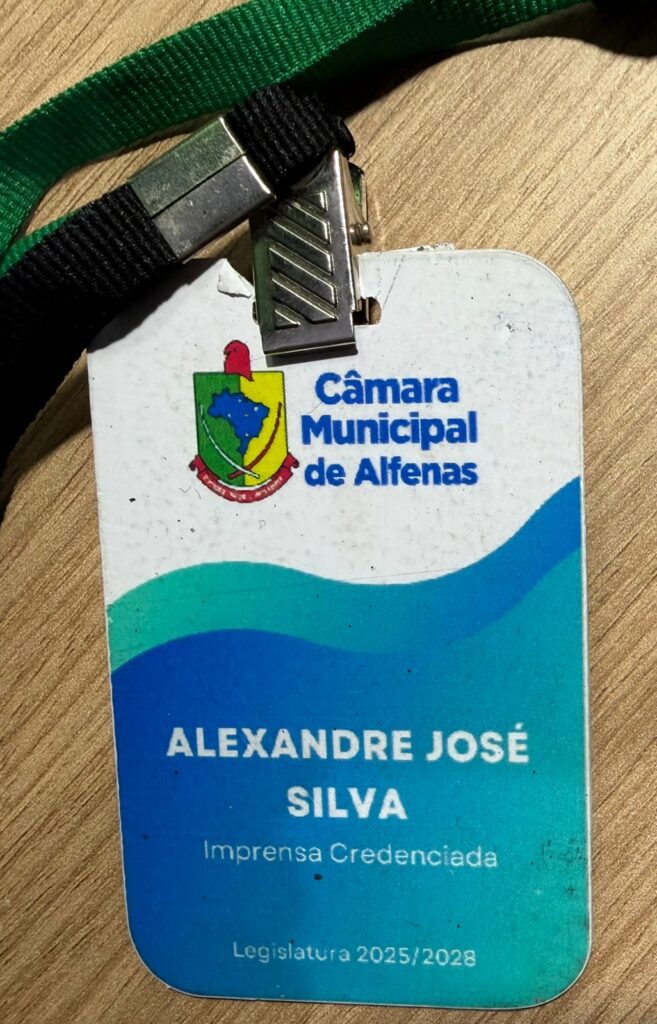 Câmara
Municipal
de Alfenas
ALEXANDRE JOSÉ
SILVA
Imprensa Credenciada
Legislatura 2025/2028